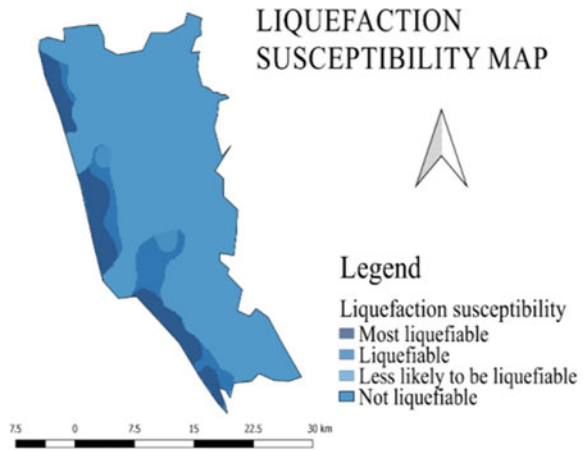 LIQUEFACTION
SUSCEPTIBILITY MAP
Legend
Liquefaction susceptibility
Most liquefiable
Liquefiable
Less likely to be liquefiable
Not liquefiable
7.5 0 7.5 15 22.5 30 km